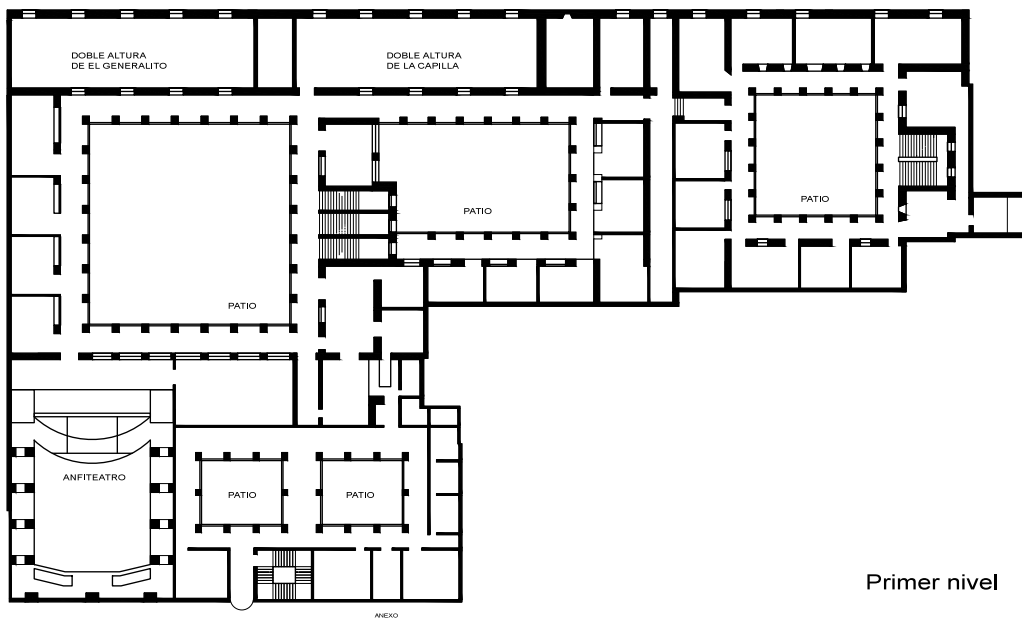 DOBLE ALTURA
DE EL GENERALITO
DOBLE ALTURA
DE LA CAPILLA
PATIO
PATIO
PATIO
ANFITEATRO
PATIO
PATIO
Primer nivel
ANEXO